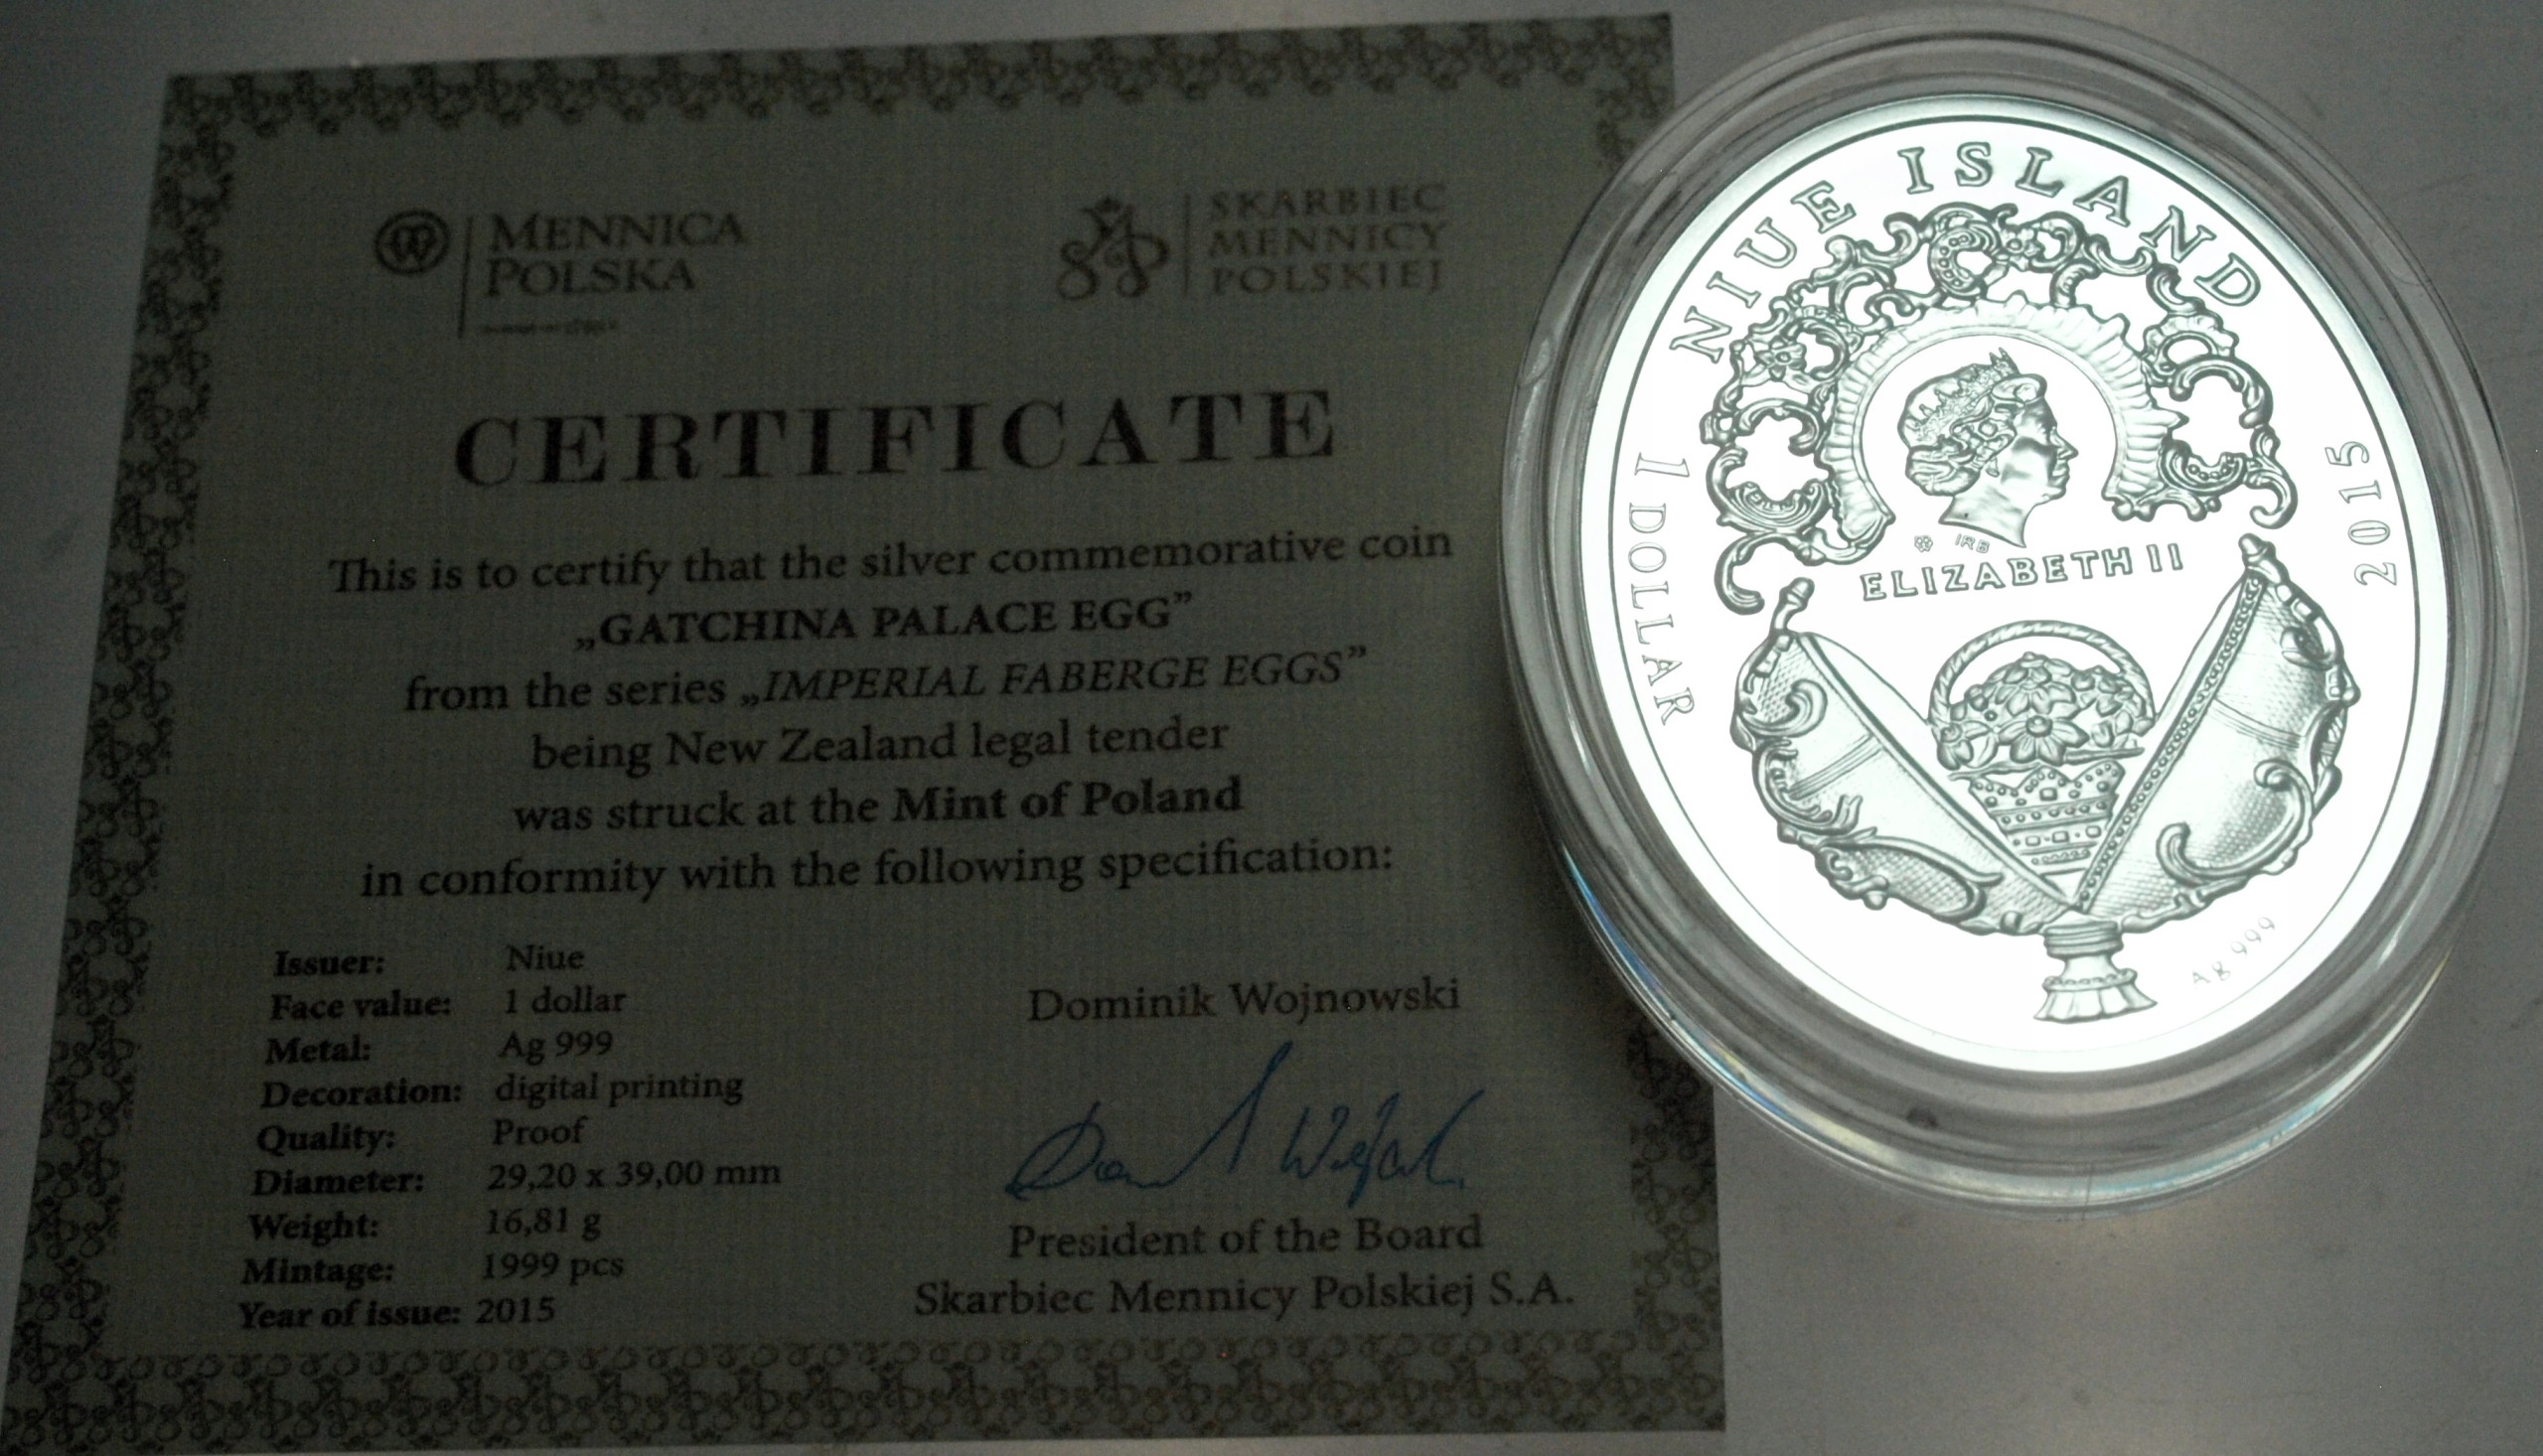 MENNICA
POLSKA
SKARBIEC
MENNICY
POLSKIEJ
CERTIFICATE
This is to certify that the silver commemorative coin
„GATCHINA PALACE EGG”
from the series „IMPERIAL FABERGE EGGS”
being New Zealand legal tender
was struck at the Mint of Poland
in conformity with the following specification:
Issuer: Niue
Face value: 1 dollar
Metal: Ag 999
Decoration: digital printing
Quality: Proof
Diameter: 29,20 x 39,00 mm
Weight: 16,81 g
Mintage: 1999 pcs
Year of issue: 2015
Dominik Wojnowski
President of the Board
Skarbiec Mennicy Polskiej S.A.
NIUE ISLAND
1 DOLLAR
2015
IRB
ELIZABETH II
Ag 999